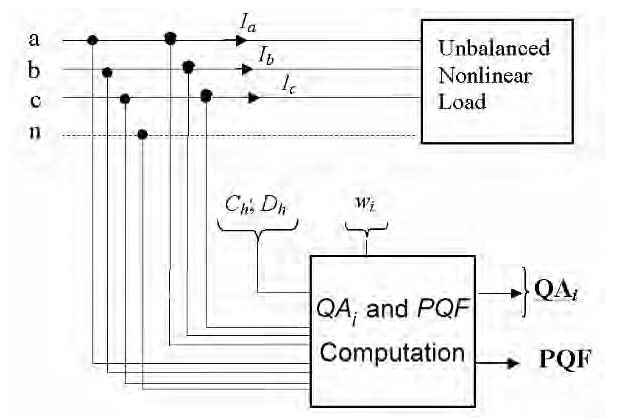 a
I_a
b
I_b
c
I_c
n
Unbalanced
Nonlinear
Load
C_h', D_h
w_i
QA_i and PQF
Computation
QA_i
PQF